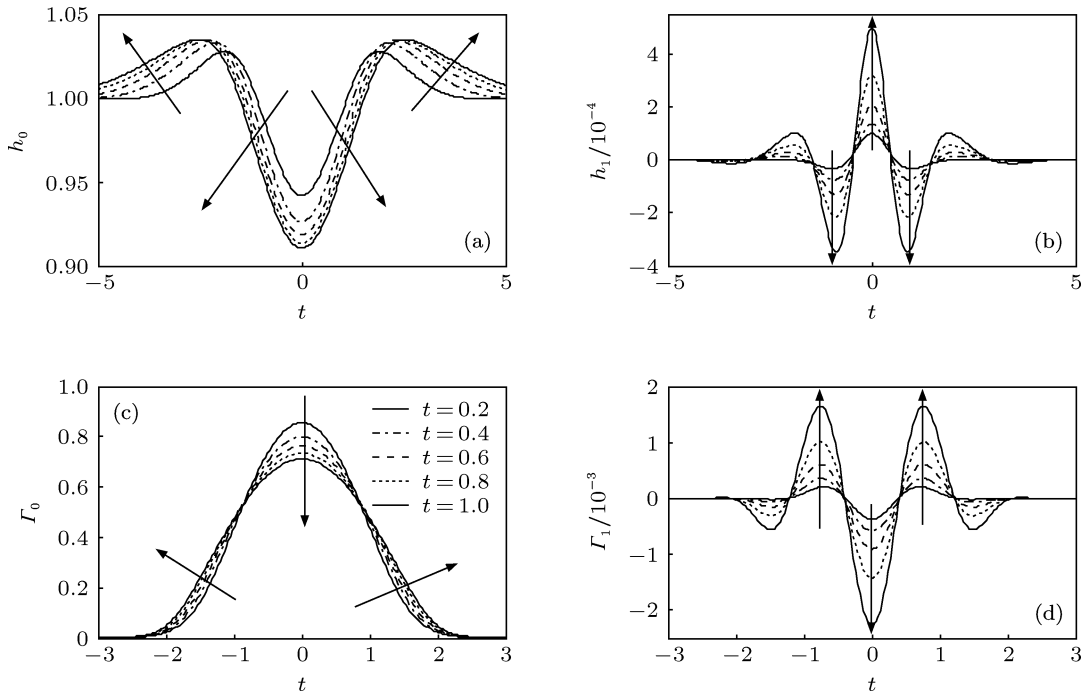 1.05
1.00
0.95
0.90
h₀
(a)
−5
0
5
t
4
2
0
−2
−4
h₁/10⁻⁴
(b)
−5
0
5
t
1.0
0.8
0.6
0.4
0.2
0
Γ₀
(c)
t = 0.2
t = 0.4
t = 0.6
t = 0.8
t = 1.0
−3
−2
−1
0
1
2
3
t
2
1
0
−1
−2
Γ₁/10⁻³
(d)
−3
−2
−1
0
1
2
3
t